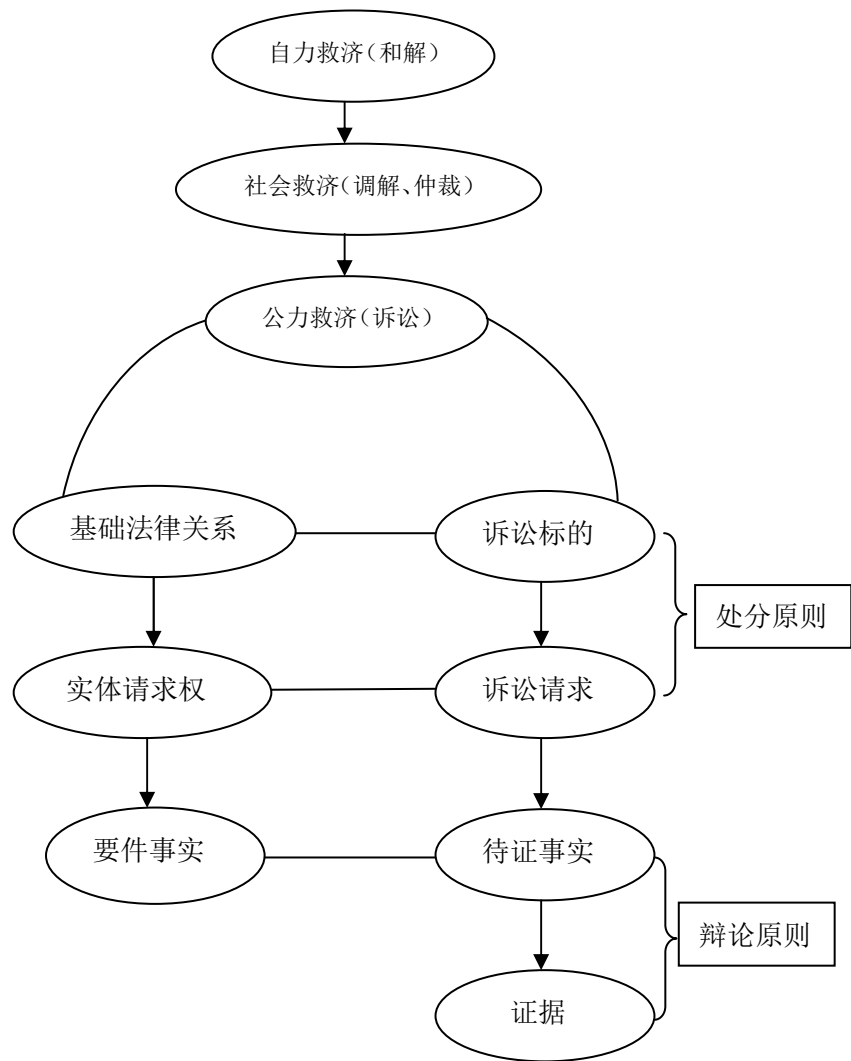 自力救济(和解)
社会救济(调解、仲裁)
公力救济(诉讼)
基础法律关系
诉讼标的
处分原则
实体请求权
诉讼请求
要件事实
待证事实
辩论原则
证据